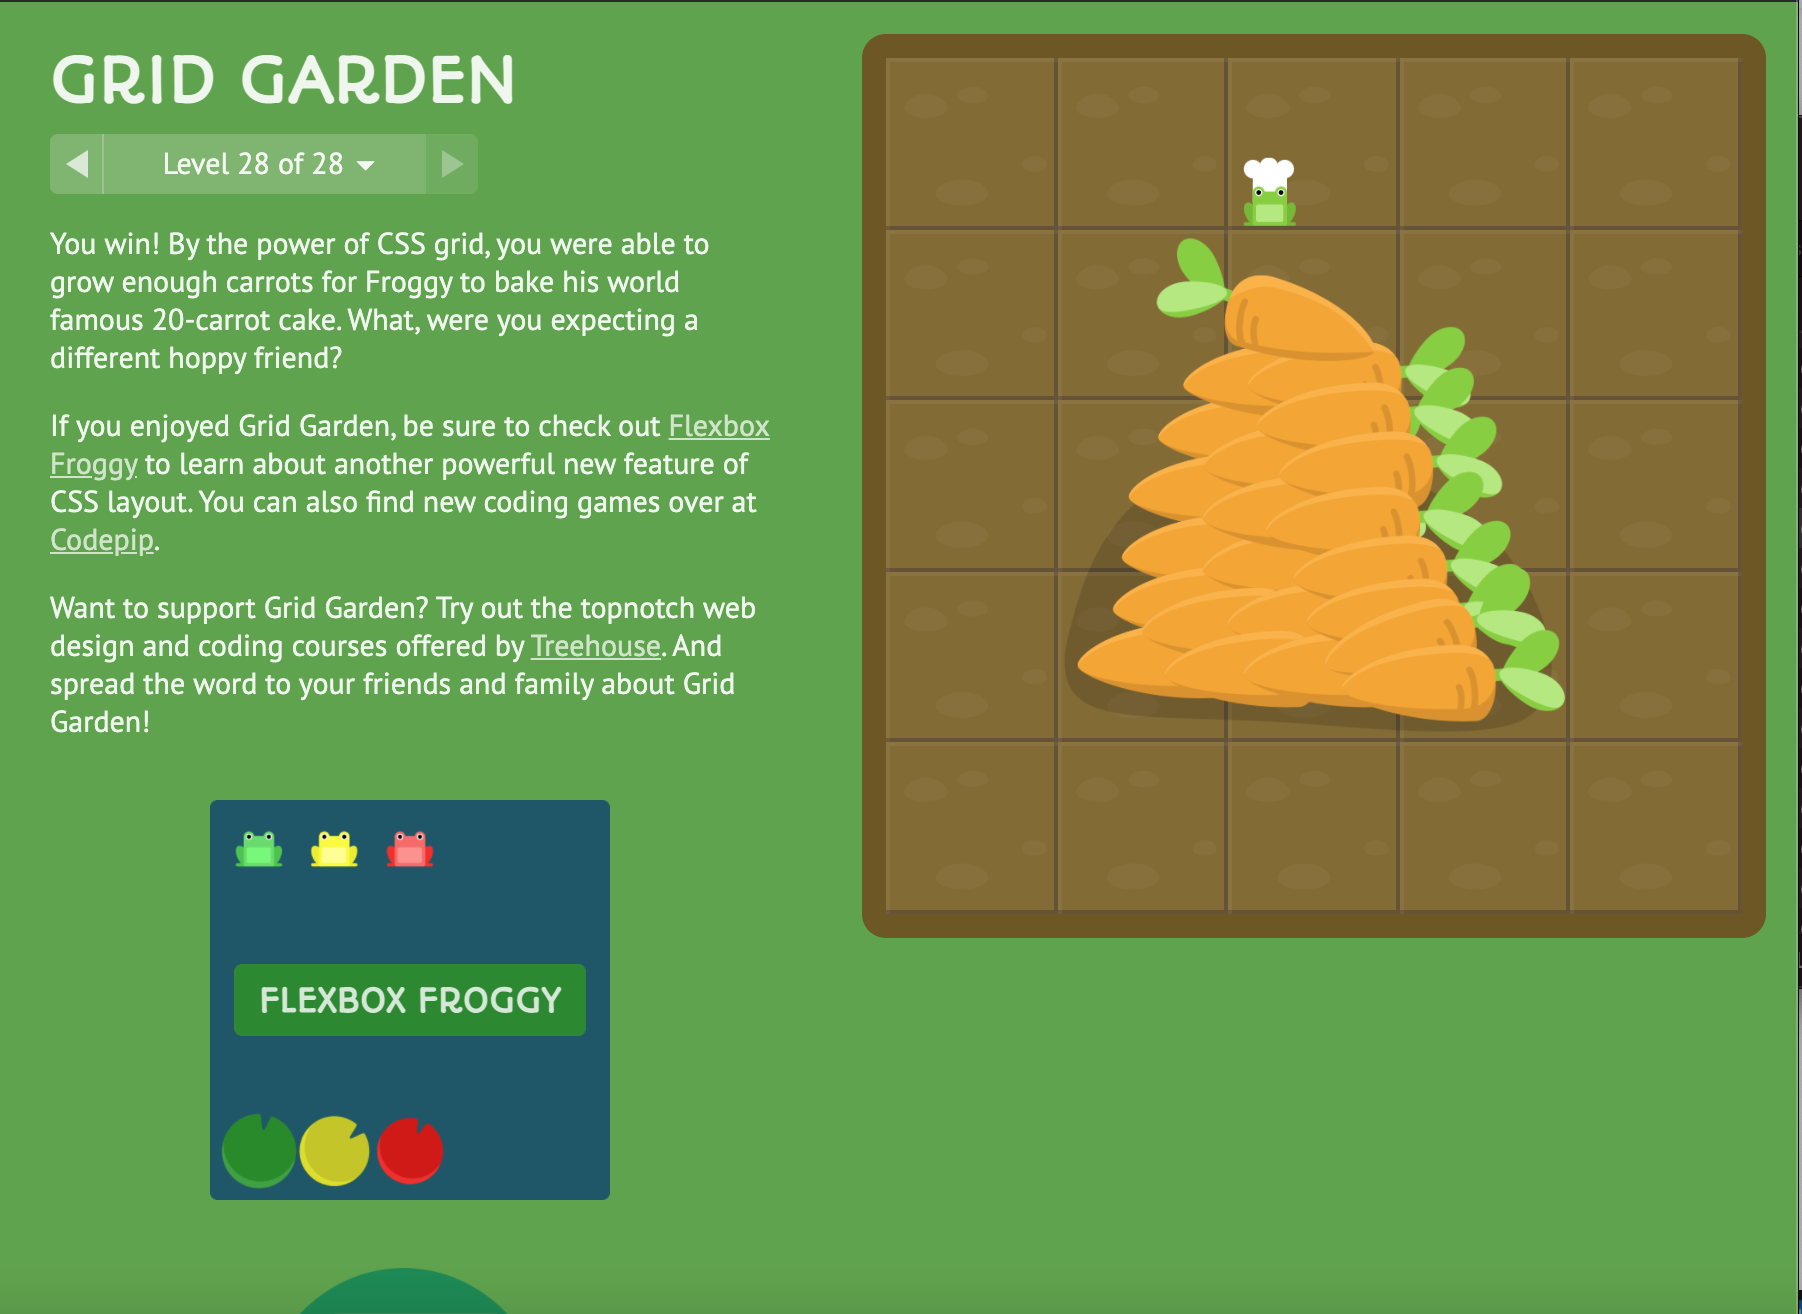 GRID GARDEN
Level 28 of 28
You win! By the power of CSS grid, you were able to
grow enough carrots for Froggy to bake his world
famous 20-carrot cake. What, were you expecting a
different hoppy friend?
If you enjoyed Grid Garden, be sure to check out Flexbox
Froggy to learn about another powerful new feature of
CSS layout. You can also find new coding games over at
Codepip.
Want to support Grid Garden? Try out the topnotch web
design and coding courses offered by Treehouse. And
spread the word to your friends and family about Grid
Garden!
FLEXBOX FROGGY